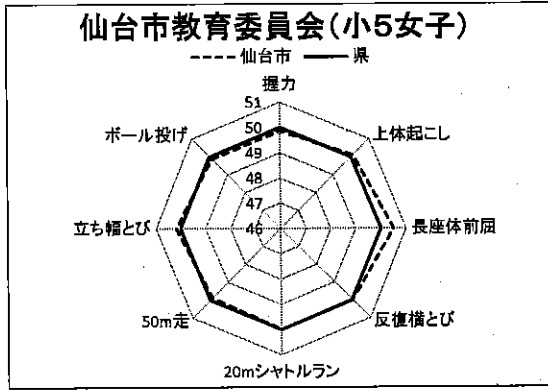 仙台市教育委員会(小5女子)
仙台市 県
握力
51
50
49
48
47
46
上体起こし
長座体前屈
反復横とび
20mシャトルラン
50m走
立ち幅とび
ボール投げ